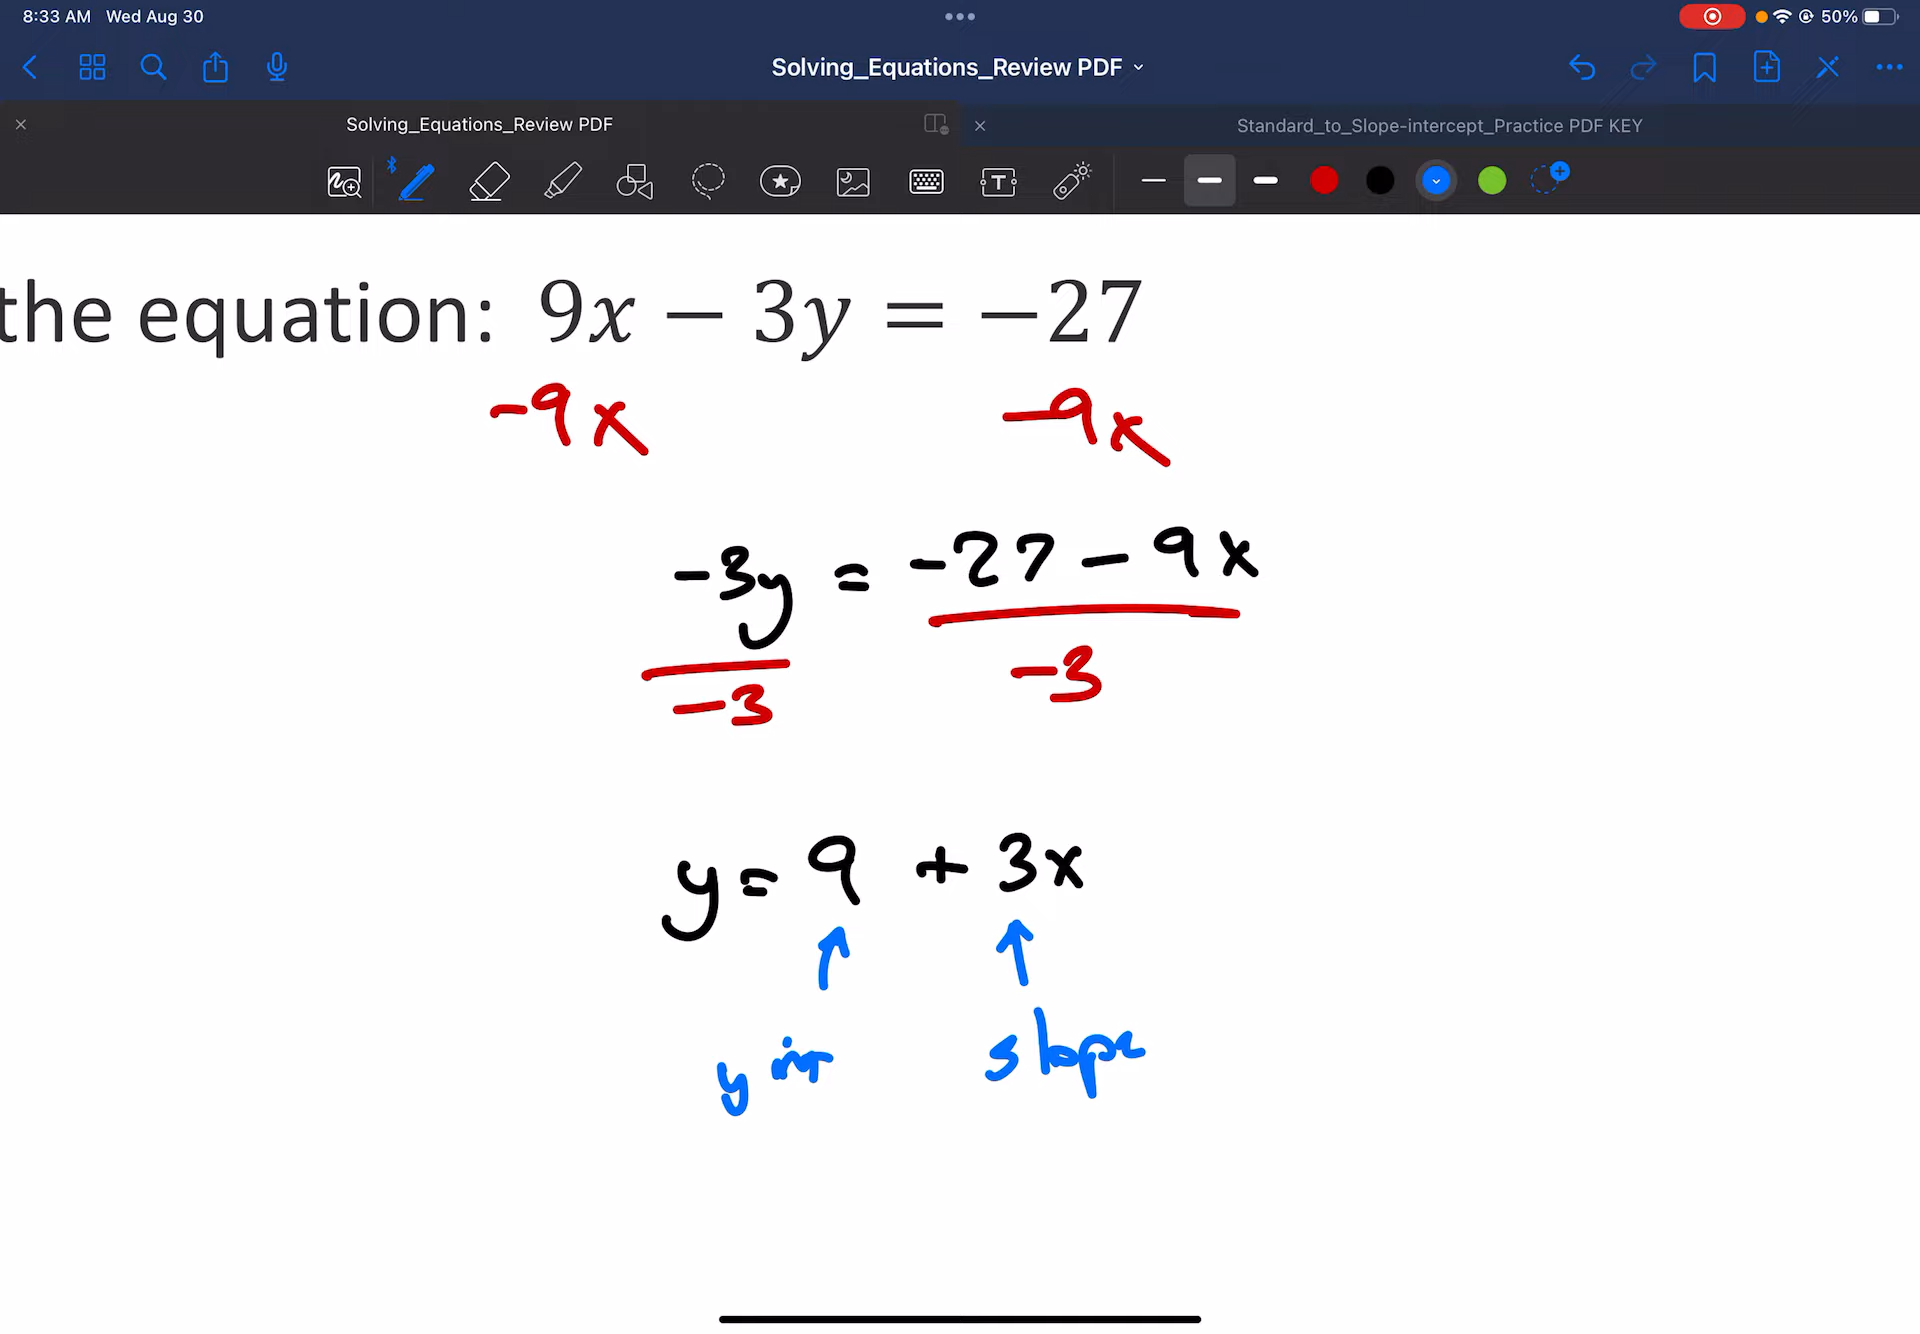 8:33 AM Wed Aug 30
50%
Solving_Equations_Review PDF
Solving_Equations_Review PDF
Standard_to_Slope-intercept_Practice PDF KEY
T
the equation: 9x − 3y = −27
-9x -9x
-3y = -27 - 9x
-3 -3
y = 9 + 3x
y int slope